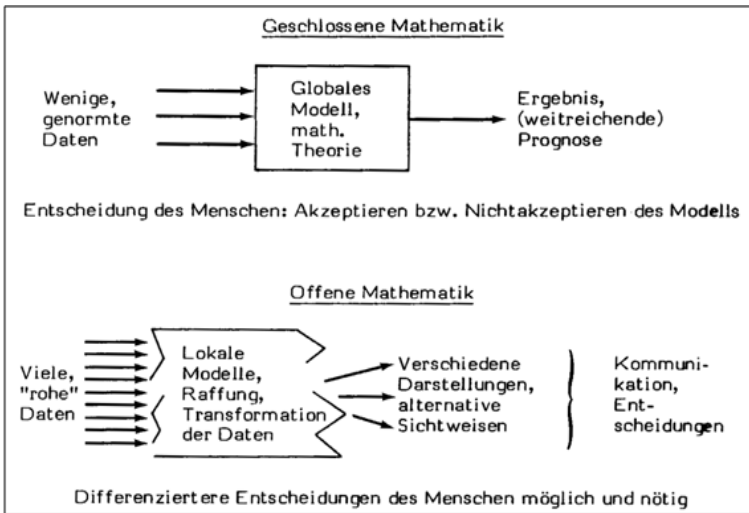 Geschlossene Mathematik
Wenige,
genormte
Daten
Globales
Modell,
math.
Theorie
Ergebnis,
(weitreichende)
Prognose
Entscheidung des Menschen: Akzeptieren bzw. Nichtakzeptieren des Modells
Offene Mathematik
Viele,
"rohe"
Daten
Lokale
Modelle,
Raffung,
Transformation
der Daten
Verschiedene
Darstellungen,
alternative
Sichtweisen
Kommuni-
kation,
Ent-
scheidungen
Differenziertere Entscheidungen des Menschen möglich und nötig